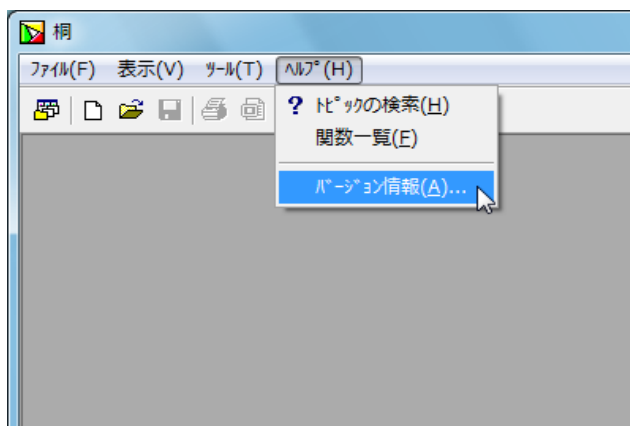 桐
ﾌｧｲﾙ(F) 表示(V) ﾂｰﾙ(T) ﾍﾙﾌﾟ(H)
? ﾄﾋﾟｯｸの検索(H)
関数一覧(F)
ﾊﾞｰｼﾞｮﾝ情報(A)...